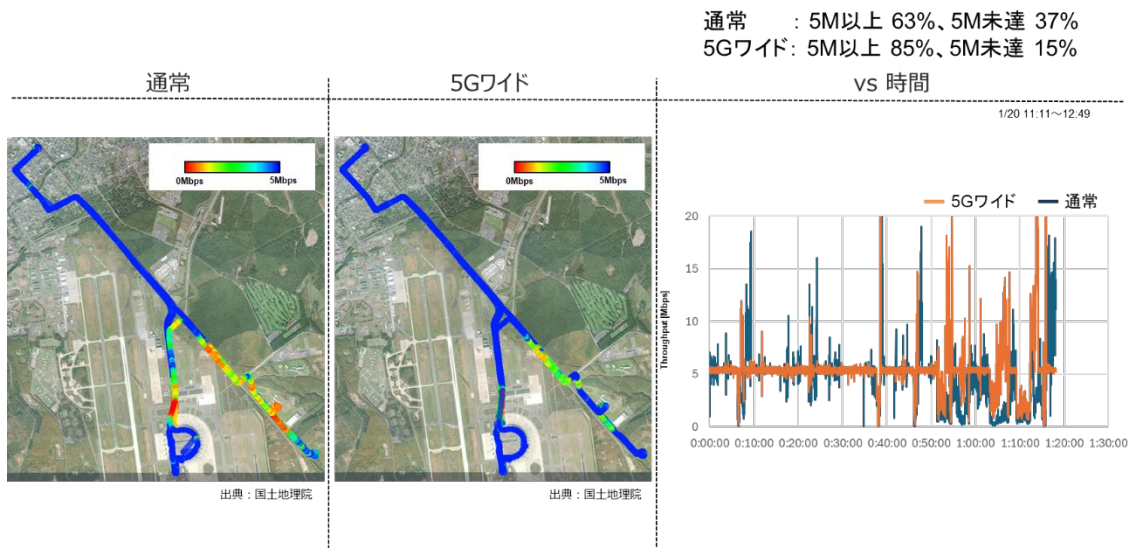 通常　　：5M以上 63%、5M未達 37%
5Gワイド：5M以上 85%、5M未達 15%
通常
5Gワイド
vs 時間
1/20 11:11～12:49
0Mbps 5Mbps
0Mbps 5Mbps
5Gワイド 通常
Throughput [Mbps]
20
15
10
5
0
0:00:00 0:10:00 0:20:00 0:30:00 0:40:00 0:50:00 1:00:00 1:10:00 1:20:00 1:30:00
出典：国土地理院
出典：国土地理院